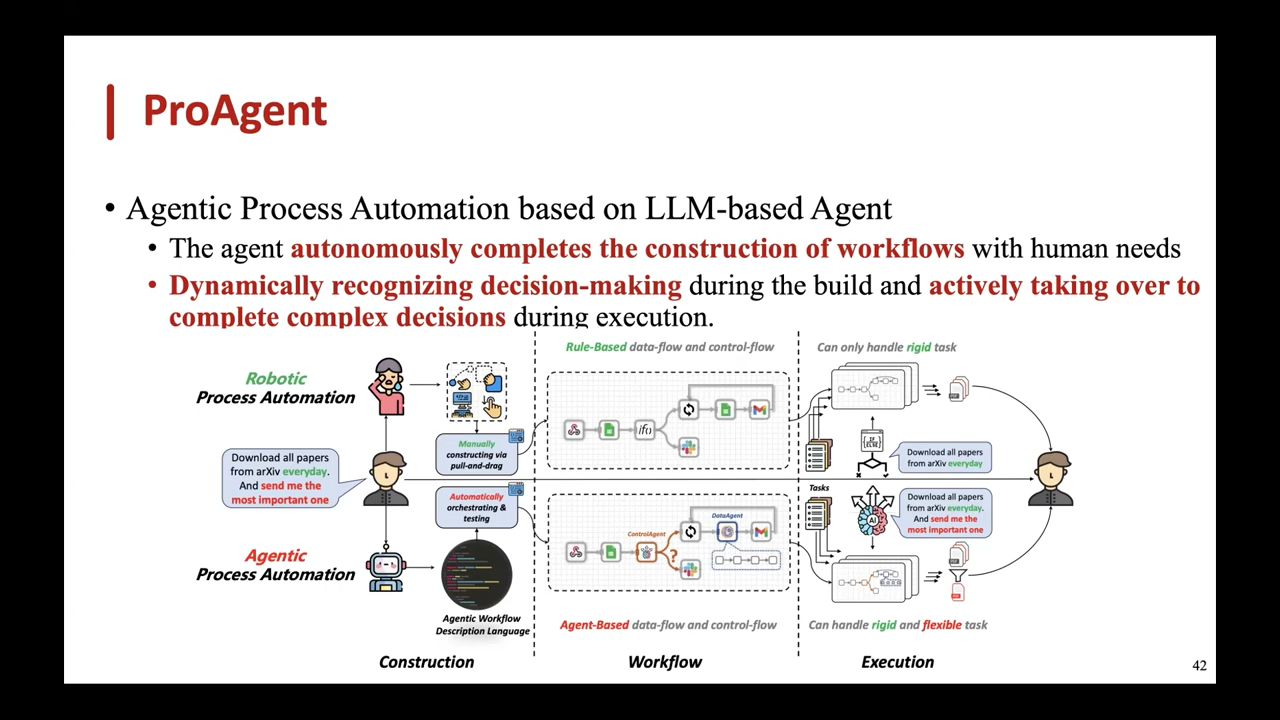 ProAgent
• Agentic Process Automation based on LLM-based Agent
• The agent autonomously completes the construction of workflows with human needs
• Dynamically recognizing decision-making during the build and actively taking over to
complete complex decisions during execution.
Rule-Based data-flow and control-flow
Can only handle rigid task
Robotic
Process Automation
Manually
constructing via
pull-and-drag
Download all papers
from arXiv everyday
Download all papers
from arXiv everyday.
And send me the
most important one
Tasks
Automatically
orchestrating &
testing
Download all papers
from arXiv everyday.
And send me the
most important one
DataAgent
ControlAgent
?
AI
Agentic
Process Automation
Agentic Workflow
Description Language
Agent-Based data-flow and control-flow
Can handle rigid and flexible task
Construction
Workflow
Execution
42